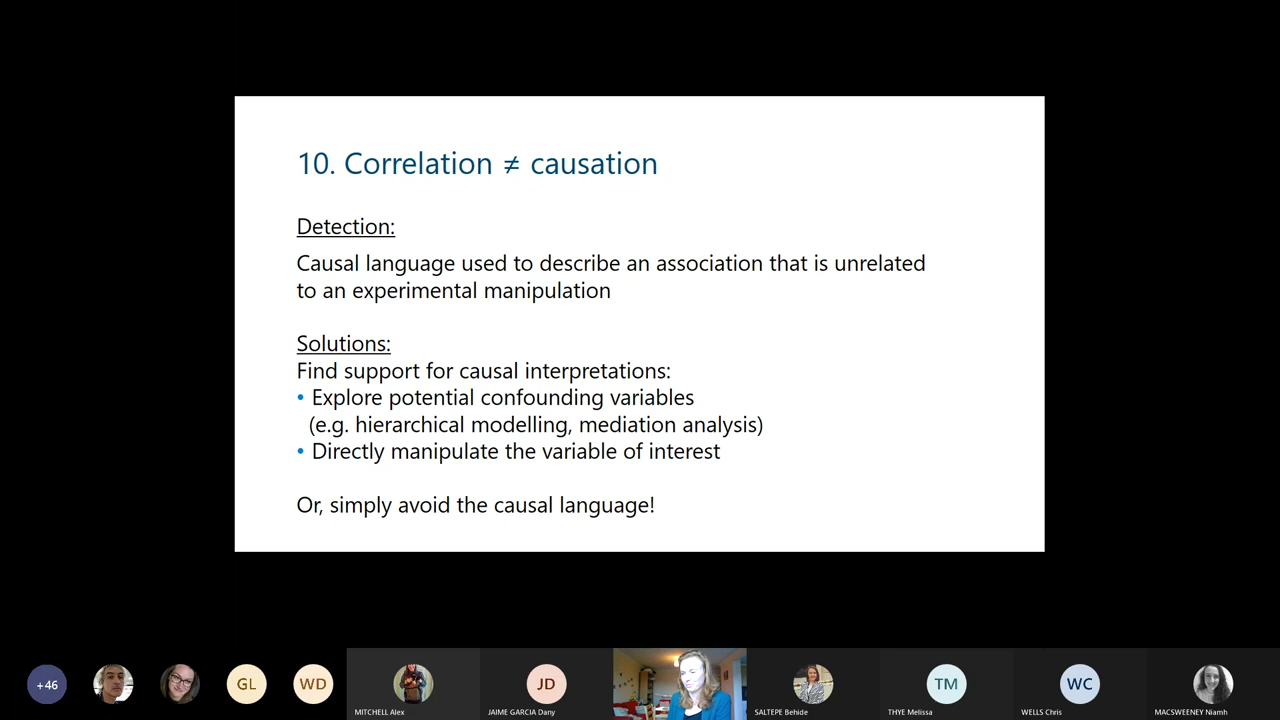 10. Correlation ≠ causation
Detection:
Causal language used to describe an association that is unrelated
to an experimental manipulation
Solutions:
Find support for causal interpretations:
• Explore potential confounding variables
(e.g. hierarchical modelling, mediation analysis)
• Directly manipulate the variable of interest
Or, simply avoid the causal language!
+46
GL
WD
JD
TM
WC
MITCHELL Alex
JAIME GARCIA Dany
SALTEPE Behide
THYE Melissa
WELLS Chris
MACSWEENEY Niamh